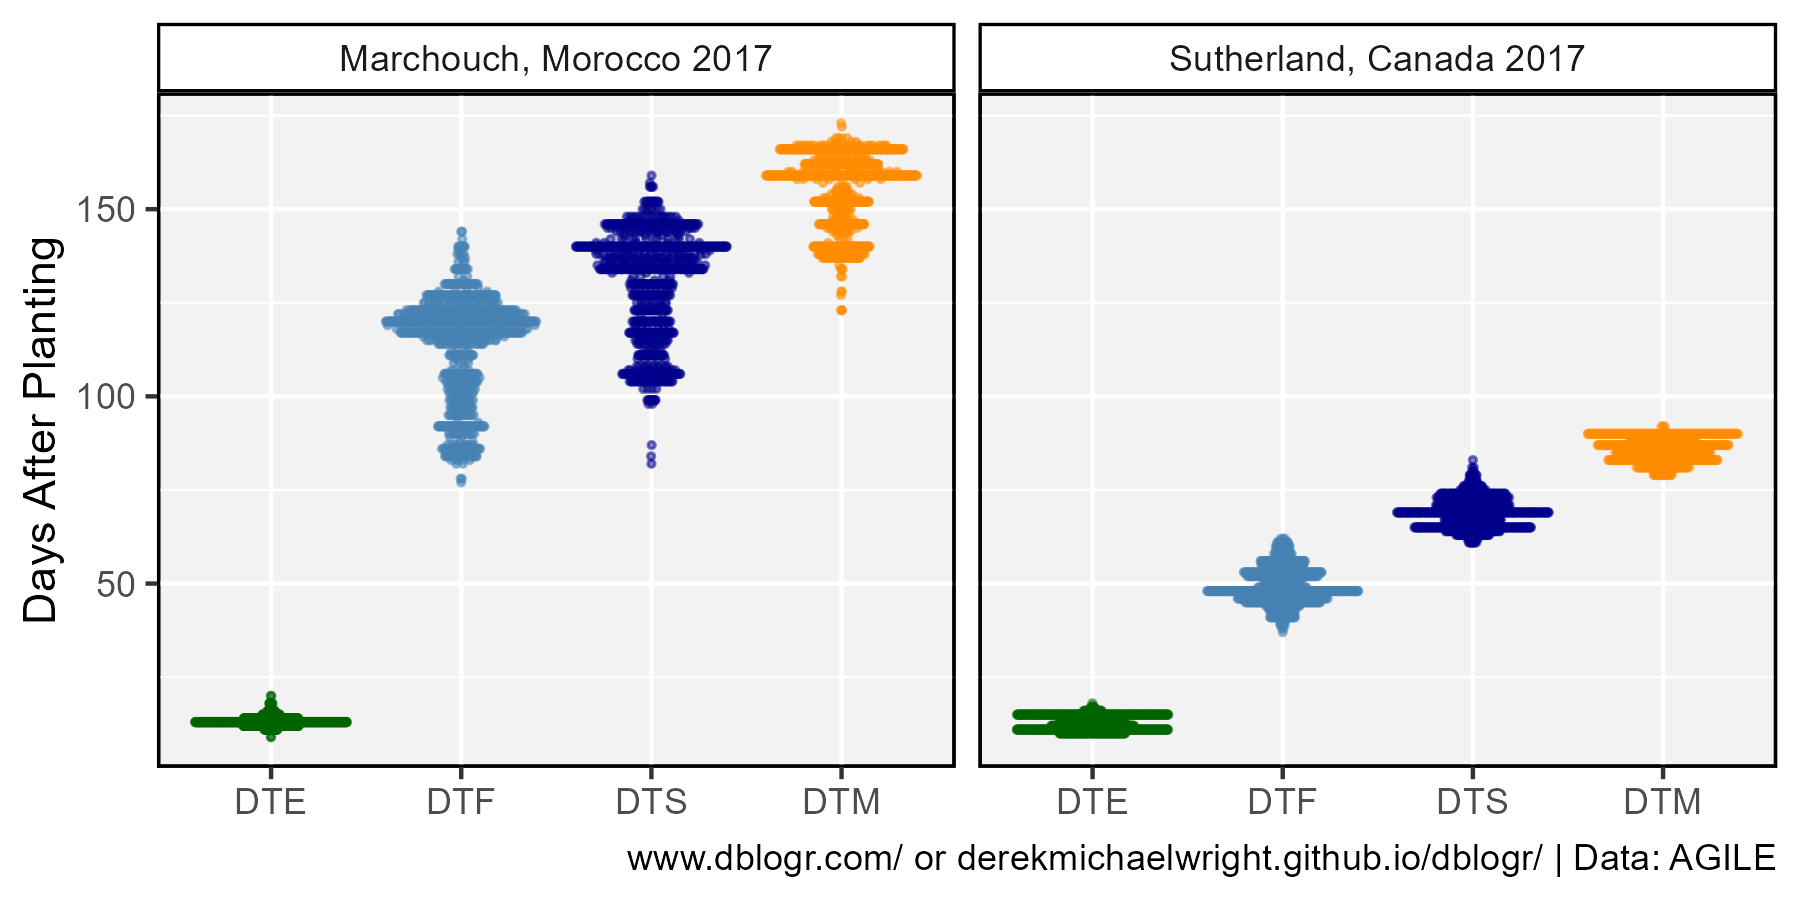 Marchouch, Morocco 2017
Sutherland, Canada 2017
Days After Planting
150
100
50
DTE DTF DTS DTM
DTE DTF DTS DTM
www.dblogr.com/ or derekmichaelwright.github.io/dblogr/ | Data: AGILE